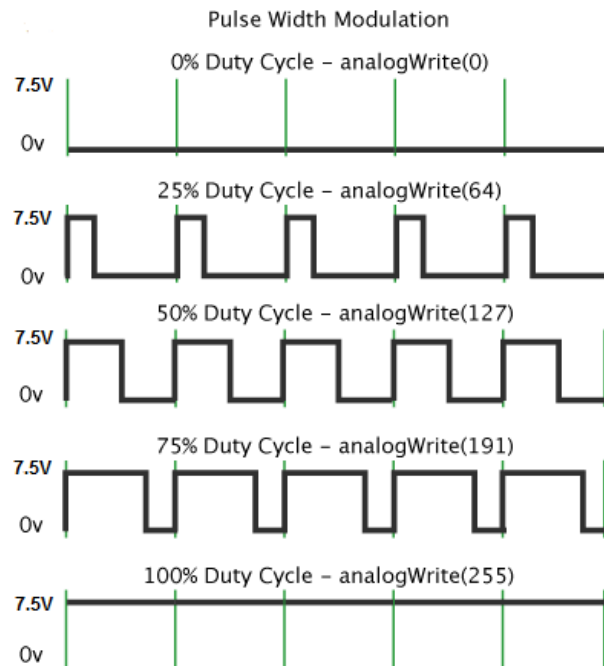 Pulse Width Modulation
0% Duty Cycle – analogWrite(0)
7.5V
0v
25% Duty Cycle – analogWrite(64)
7.5V
0v
50% Duty Cycle – analogWrite(127)
7.5V
0v
75% Duty Cycle – analogWrite(191)
7.5V
0v
100% Duty Cycle – analogWrite(255)
7.5V
0v